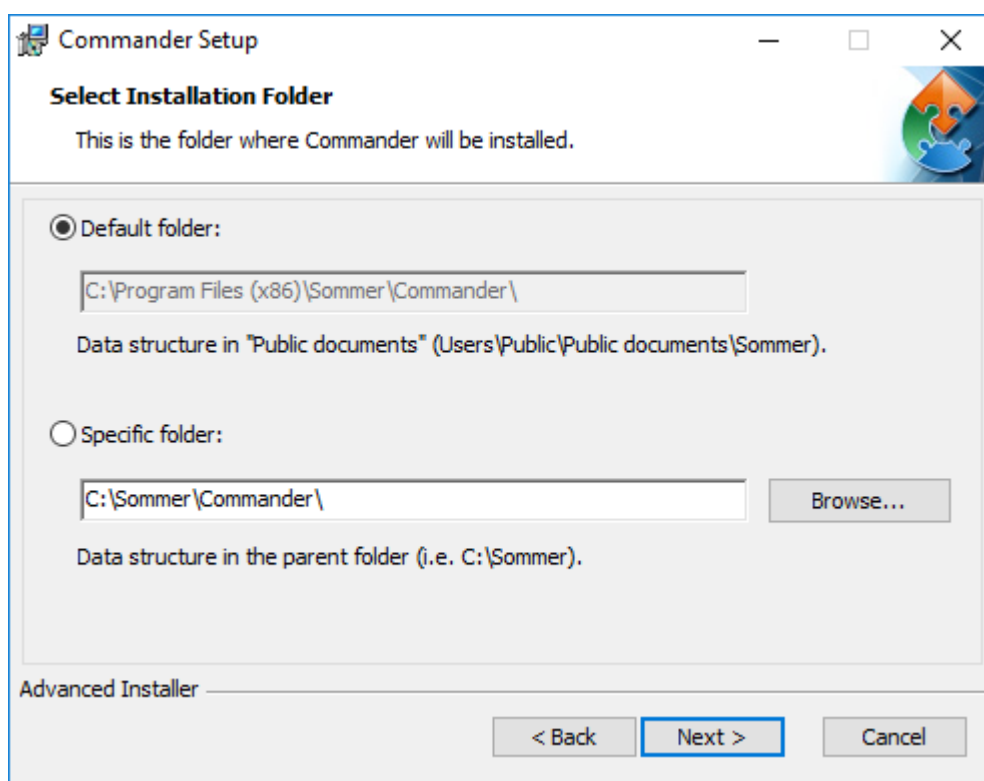 Commander Setup
Select Installation Folder
This is the folder where Commander will be installed.
Default folder:
C:\Program Files (x86)\Sommer\Commander\
Data structure in "Public documents" (Users\Public\Public documents\Sommer).
Specific folder:
C:\Sommer\Commander\
Browse...
Data structure in the parent folder (i.e. C:\Sommer).
Advanced Installer
< Back
Next >
Cancel